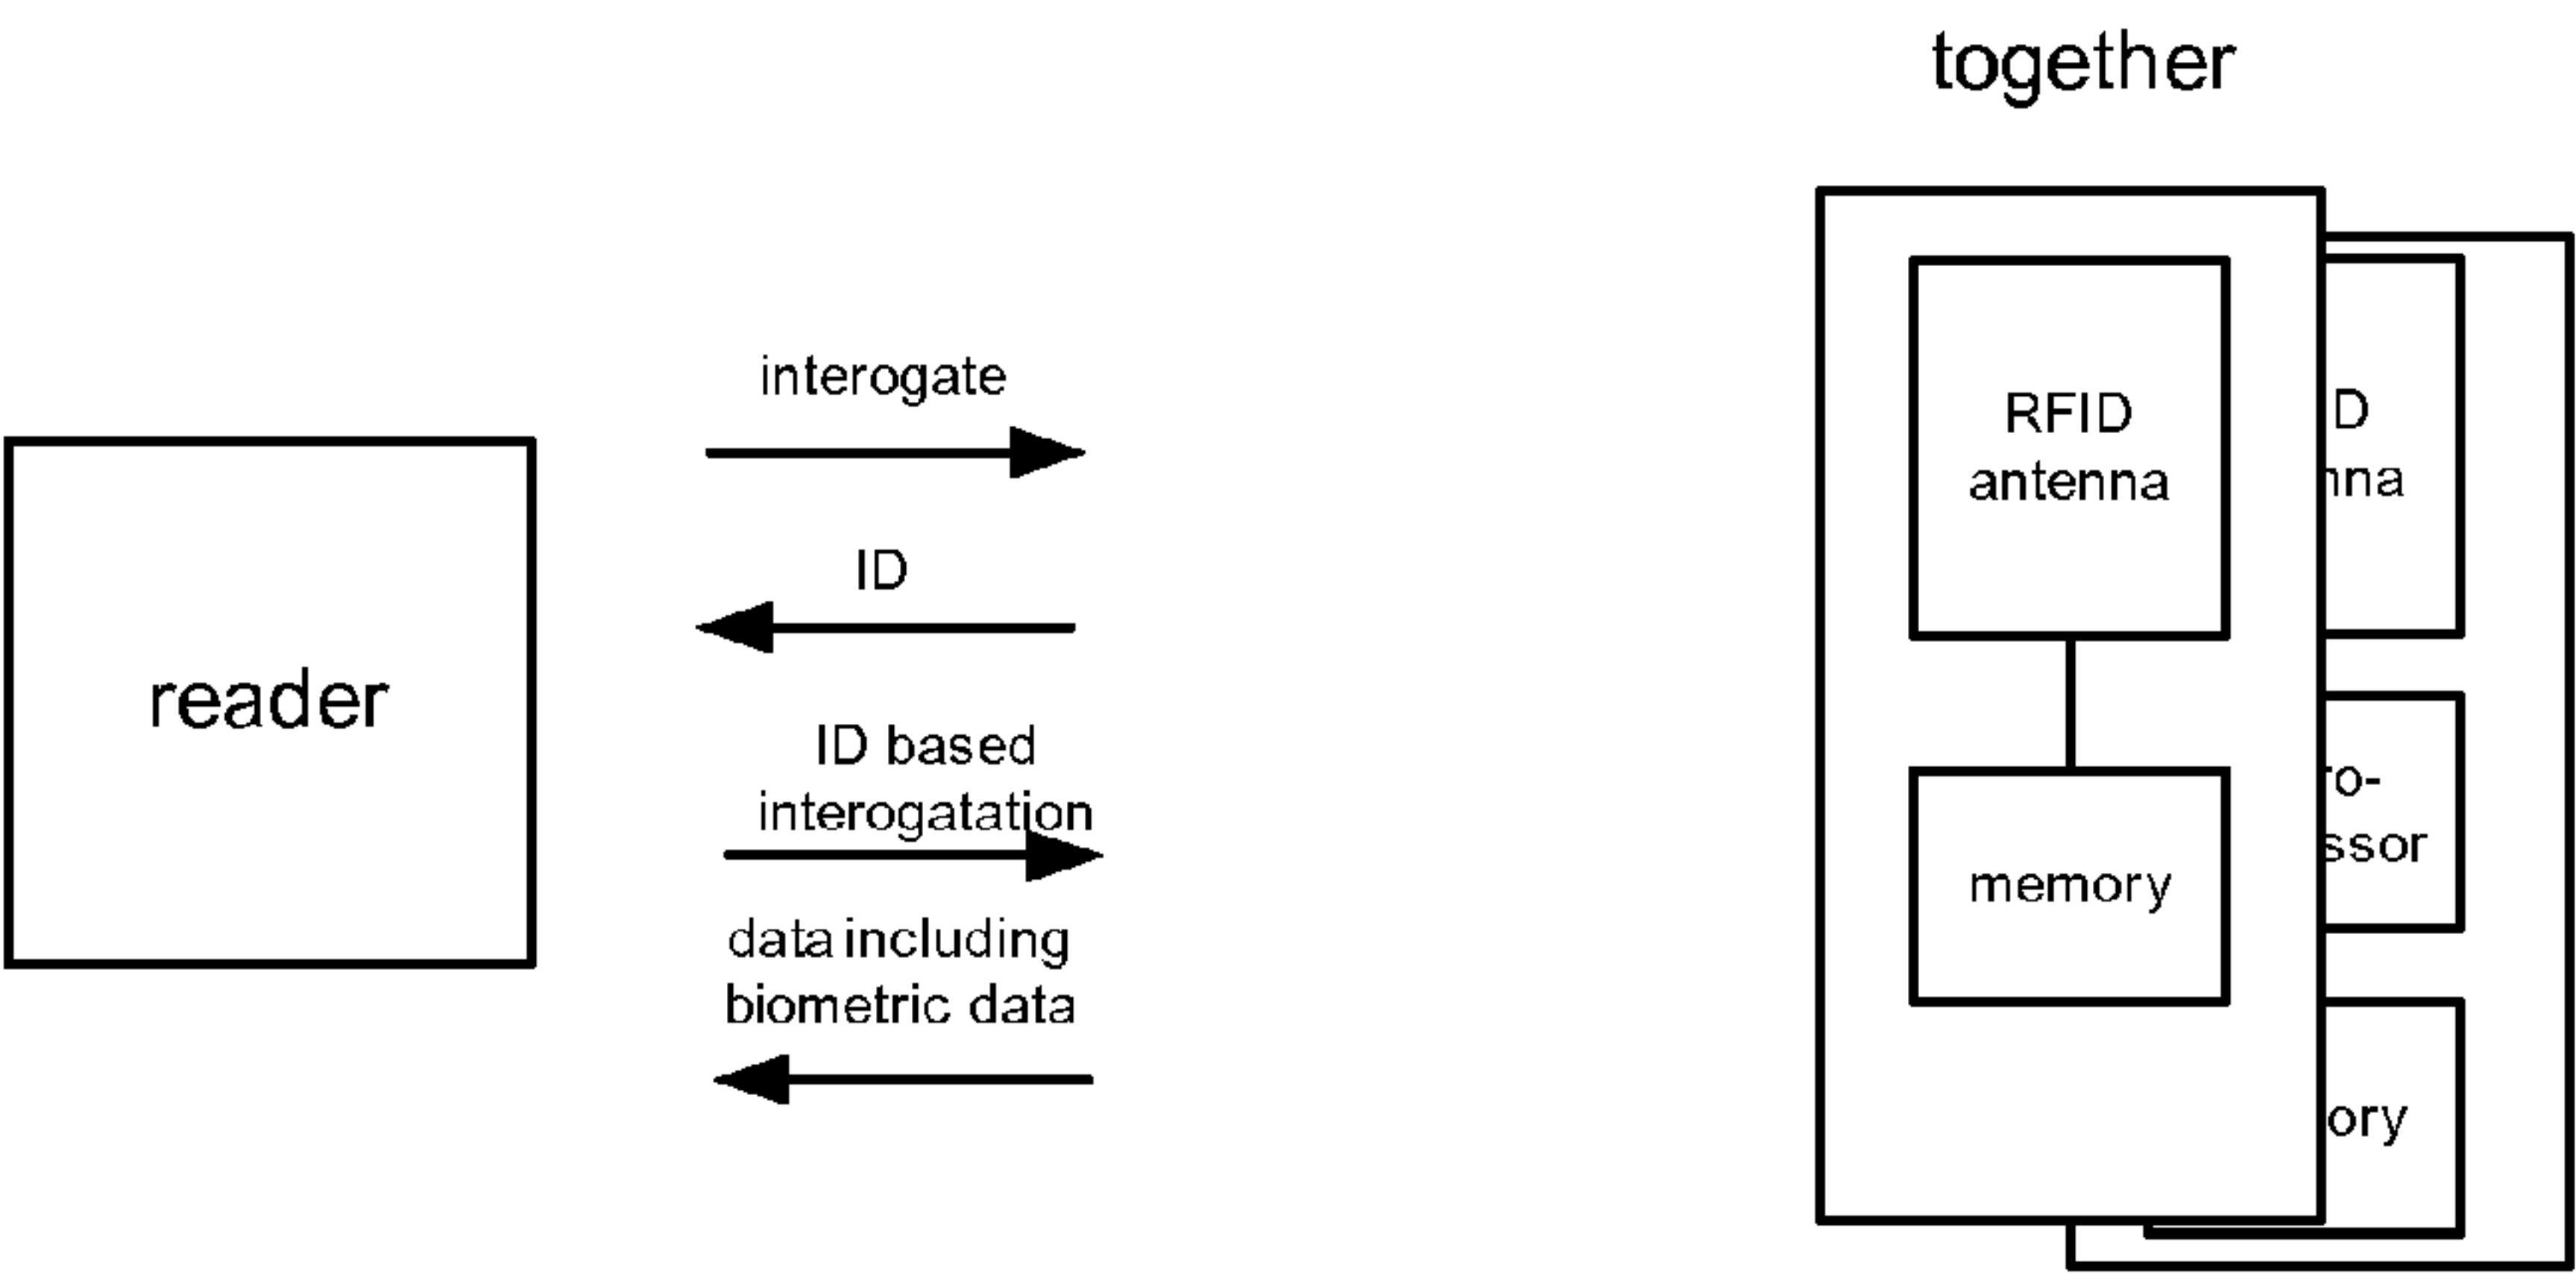 together
interogate
RFID
antenna
D
nna
ID
reader
ID based
interogatation
ro-
ssor
memory
data including
biometric data
ory